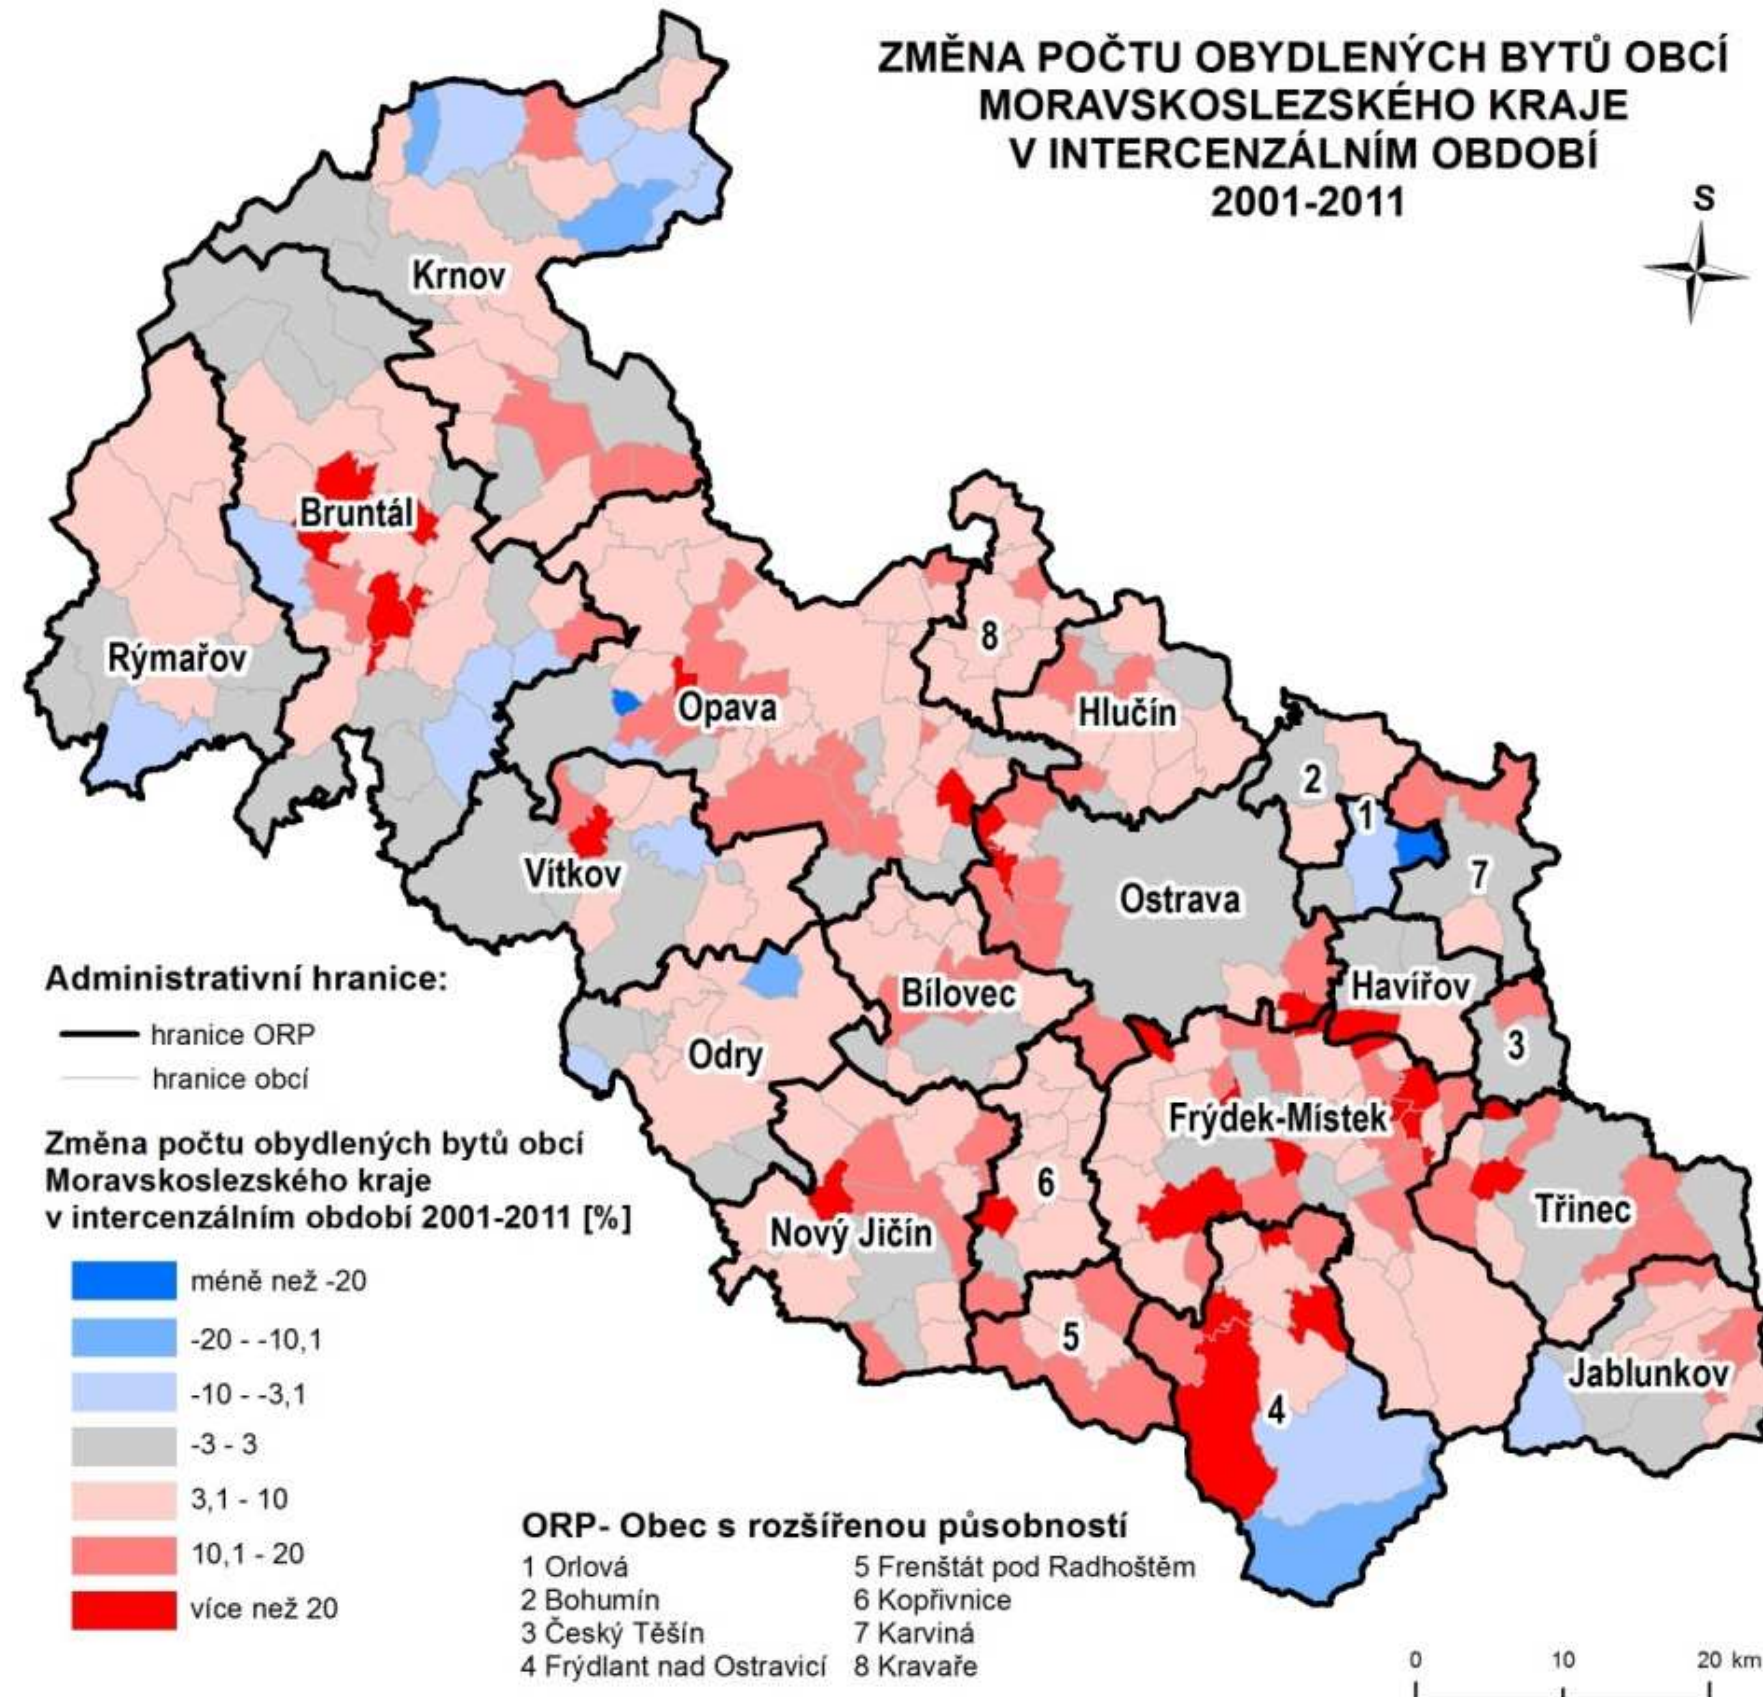 ZMĚNA POČTU OBYDLENÝCH BYTŮ OBCÍ
MORAVSKOSLEZSKÉHO KRAJE
V INTERCENZÁLNÍM OBDOBÍ
2001-2011
S
Krnov
Bruntál
Rýmařov
8
Opava
Hlučín
2
1
7
Vítkov
Ostrava
Havířov
Bílovec
Odry
3
Frýdek-Místek
6
Třinec
Nový Jičín
5
Jablunkov
4
Administrativní hranice:
hranice ORP
hranice obcí
Změna počtu obydlených bytů obcí
Moravskoslezského kraje
v intercenzálním období 2001-2011 [%]
méně než -20
-20 - -10,1
-10 - -3,1
-3 - 3
3,1 - 10
10,1 - 20
více než 20
ORP- Obec s rozšířenou působností
1 Orlová
2 Bohumín
3 Český Těšín
4 Frýdlant nad Ostravicí
5 Frenštát pod Radhoštěm
6 Kopřivnice
7 Karviná
8 Kravaře
0 10 20 km